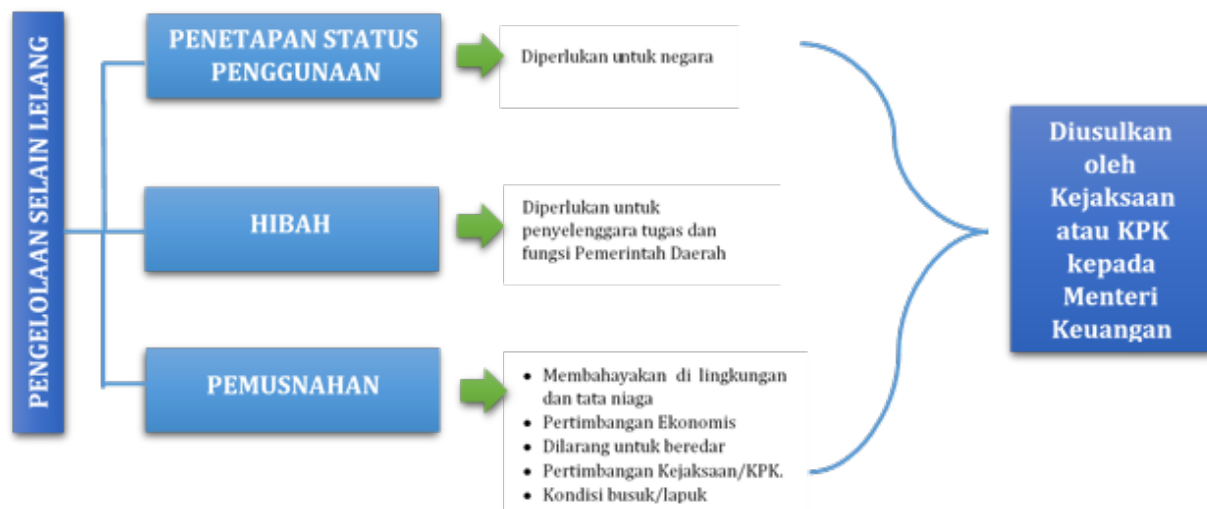 PENGELOLAAN SELAIN LELANG
PENETAPAN STATUS
PENGGUNAAN
Diperlukan untuk negara
HIBAH
Diperlukan untuk
penyelenggara tugas dan
fungsi Pemerintah Daerah
PEMUSNAHAN
• Membahayakan di lingkungan
dan tata niaga
• Pertimbangan Ekonomis
• Dilarang untuk beredar
• Pertimbangan Kejaksaan/KPK.
• Kondisi busuk/lapuk
Diusulkan
oleh
Kejaksaan
atau KPK
kepada
Menteri
Keuangan